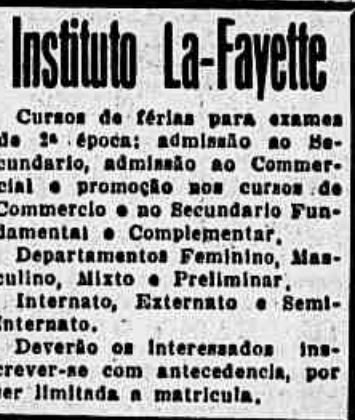 Instituto La-Fayette
Cursos de férias para exames
de 2ª época: admissão ao Se-
cundario, admissão ao Commer-
cial e promoção nos cursos de
Commercio e no Secundario Fun-
damental e Complementar.
Departamentos Feminino, Mas-
culino, Mixto e Preliminar.
Internato, Externato e Semi-
Internato.
Deverão os interessados ins-
crever-se com antecedencia, por
ser limitada a matricula.